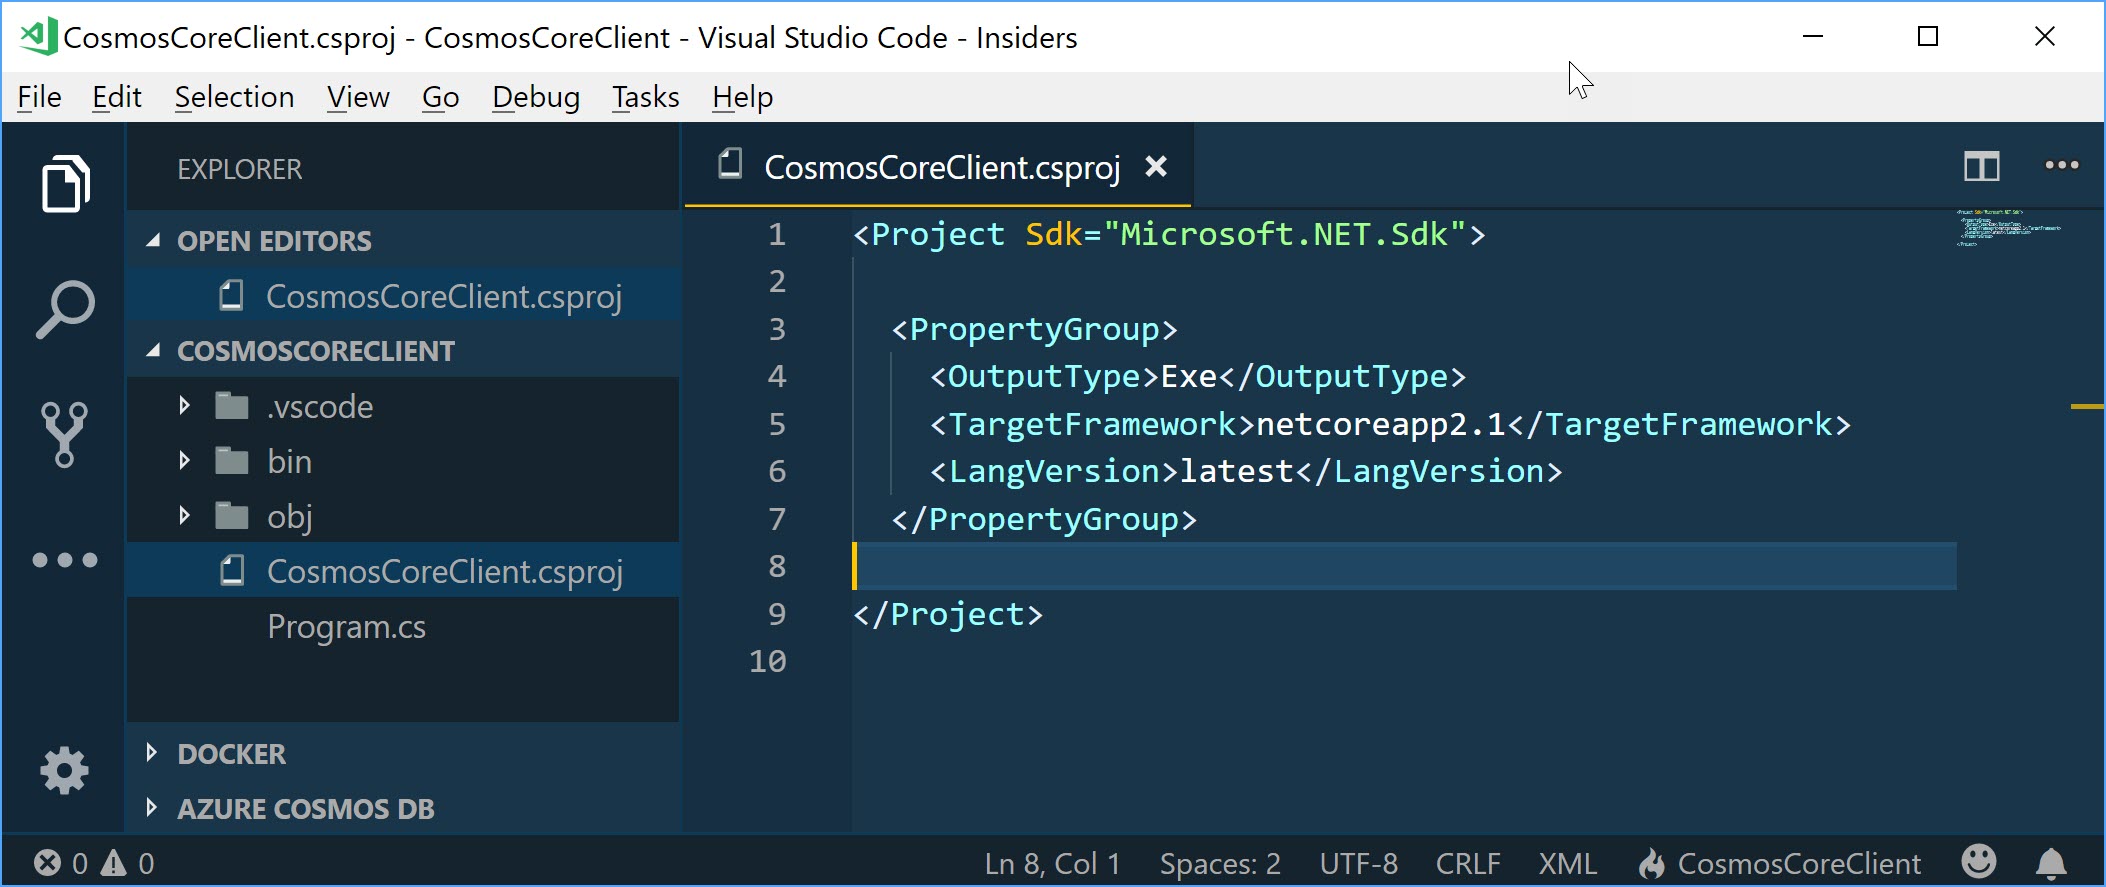 CosmosCoreClient.csproj - CosmosCoreClient - Visual Studio Code - Insiders
File Edit Selection View Go Debug Tasks Help
EXPLORER
OPEN EDITORS
CosmosCoreClient.csproj
COSMOSCORECLIENT
.vscode
bin
obj
CosmosCoreClient.csproj
Program.cs
DOCKER
AZURE COSMOS DB
CosmosCoreClient.csproj
1 <Project Sdk="Microsoft.NET.Sdk">
2
3 <PropertyGroup>
4 <OutputType>Exe</OutputType>
5 <TargetFramework>netcoreapp2.1</TargetFramework>
6 <LangVersion>latest</LangVersion>
7 </PropertyGroup>
8
9 </Project>
10
0 0 Ln 8, Col 1 Spaces: 2 UTF-8 CRLF XML CosmosCoreClient